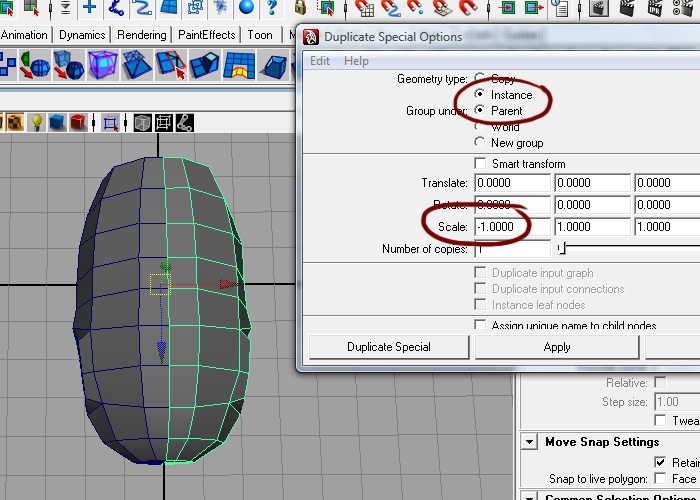 Animation Dynamics Rendering PaintEffects Toon
Duplicate Special Options
Edit Help
Geometry type: Copy
Instance
Group under: Parent
World
New group
Smart transform
Translate: 0.0000 0.0000 0.0000
Rotate: 0.0000 0.0000 0.0000
Scale: -1.0000 1.0000 1.0000
Number of copies: 1
Duplicate input graph
Duplicate input connections
Instance leaf nodes
Assign unique name to child nodes
Duplicate Special Apply
Relative:
Step size: 1.00
Twea
Move Snap Settings
Retain
Snap to live polygon: Face
Common Selection Options
IPR